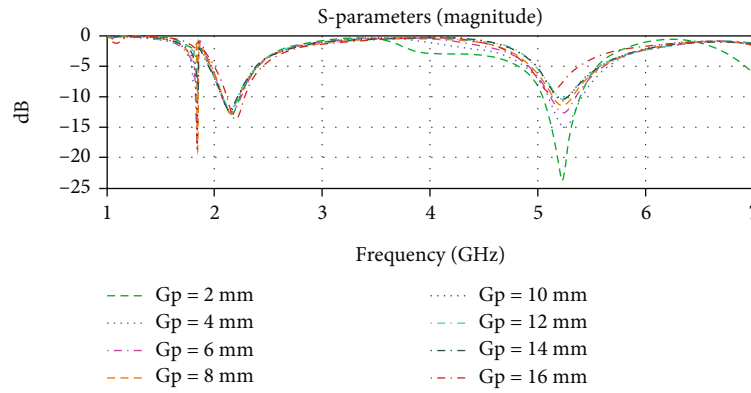 S-parameters (magnitude)
0
−5
−10
−15
−20
−25
dB
1 2 3 4 5 6 7
Frequency (GHz)
Gp = 2 mm
Gp = 4 mm
Gp = 6 mm
Gp = 8 mm
Gp = 10 mm
Gp = 12 mm
Gp = 14 mm
Gp = 16 mm